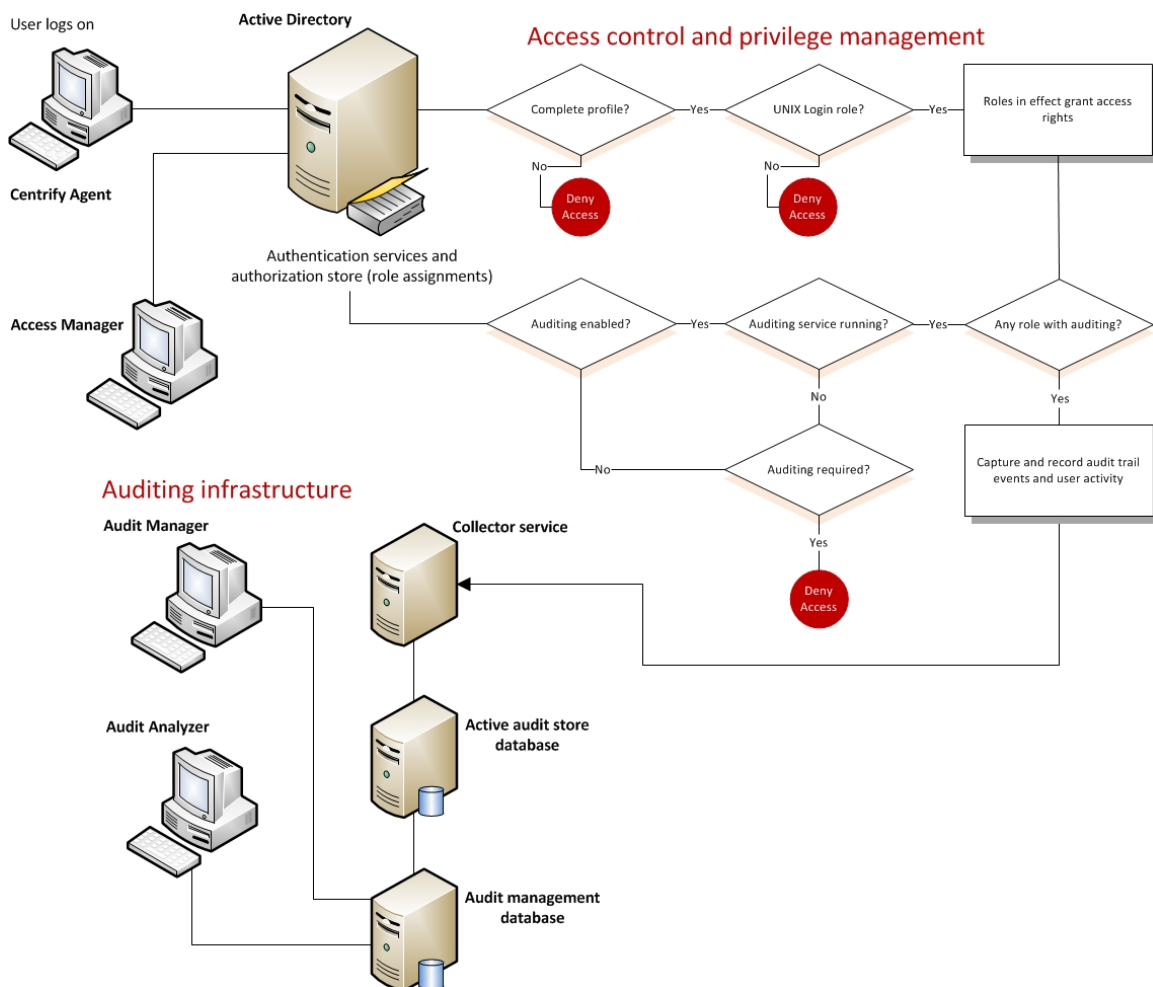 User logs on
Active Directory
Access control and privilege management
Complete profile?
Yes
UNIX Login role?
Yes
Roles in effect grant access
rights
No
Deny
Access
No
Deny
Access
Centrify Agent
Authentication services and
authorization store (role assignments)
Access Manager
Auditing enabled?
Yes
Auditing service running?
Yes
Any role with auditing?
No
Yes
No
Auditing required?
Capture and record audit trail
events and user activity
Yes
Deny
Access
Auditing infrastructure
Audit Manager
Collector service
Audit Analyzer
Active audit store
database
Audit management
database